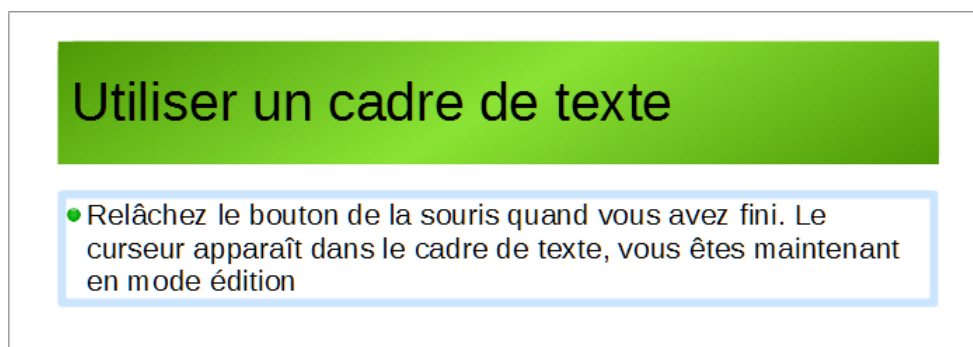 Utiliser un cadre de texte
Relâchez le bouton de la souris quand vous avez fini. Le
curseur apparaît dans le cadre de texte, vous êtes maintenant
en mode édition